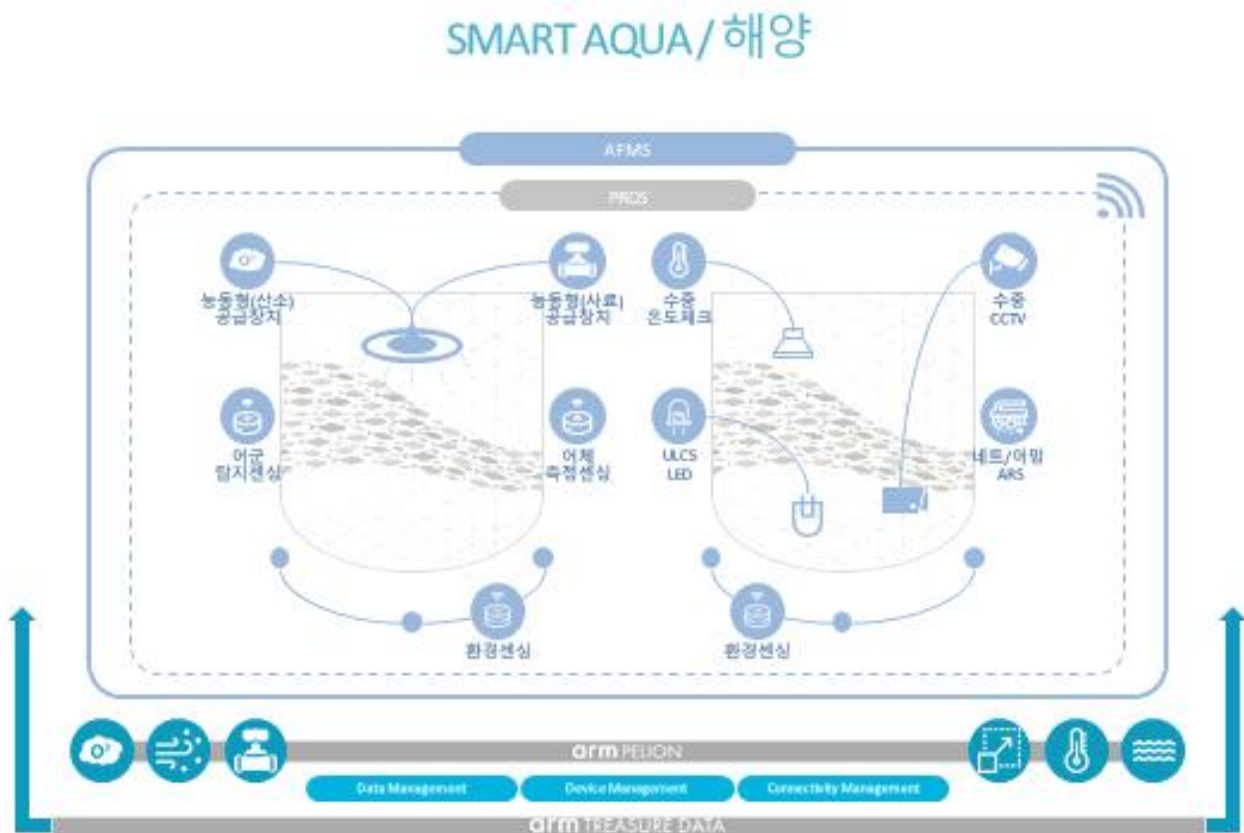 SMART AQUA / 해양
AFMS
PROS
능동형(산소)
공급장치
능동형(사료)
공급장치
수중
온도체크
수중
CCTV
어군
탐지센싱
어체
측정센싱
ULCS
LED
네트/어망
ARS
환경센싱
환경센싱
arm PELION
Data Management
Device Management
Connectivity Management
arm TREASURE DATA